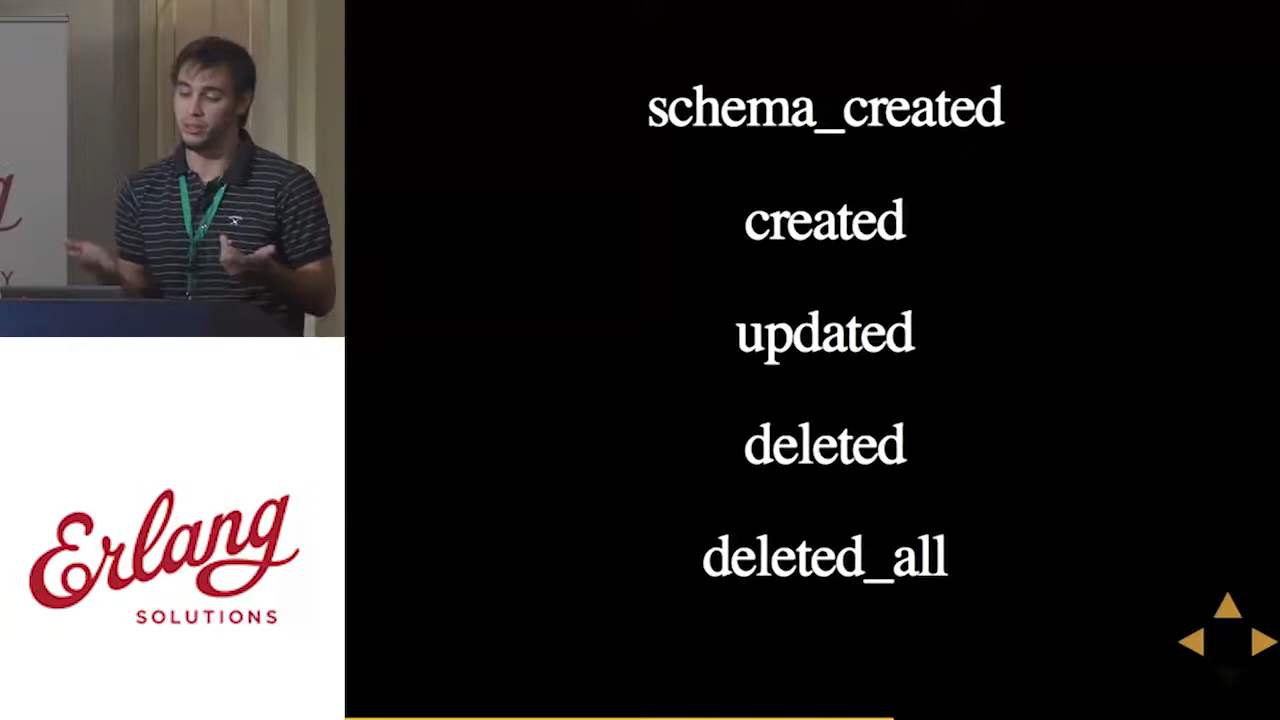 schema_created
created
updated
deleted
deleted_all
Erlang
SOLUTIONS
Y